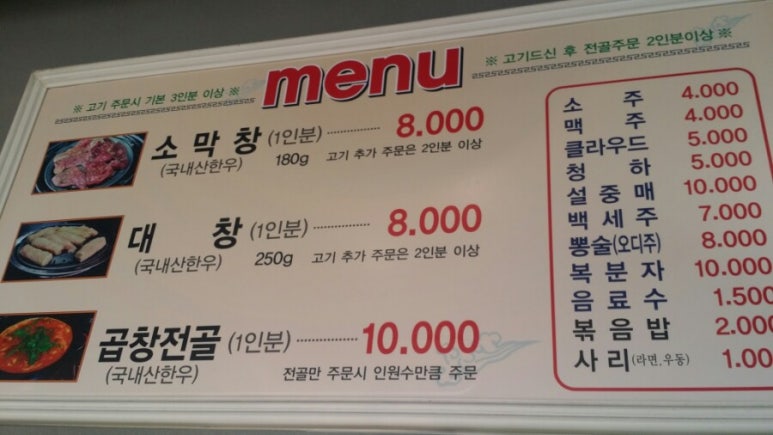 menu
※ 고기 주문시 기본 3인분 이상 ※
※ 고기드신 후 전골주문 2인분이상 ※
소막창 (1인분) 8.000
(국내산한우) 180g 고기 추가 주문은 2인분 이상
대 창 (1인분) 8.000
(국내산한우) 250g 고기 추가 주문은 2인분 이상
곱창전골 (1인분) 10.000
(국내산한우) 전골만 주문시 인원수만큼 주문
소 주 4.000
맥 주 4.000
클라우드 5.000
청 하 5.000
설중매 10.000
백세주 7.000
뽕술(오디주) 8.000
복분자 10.000
음료수 1.500
볶음밥 2.000
사리(라면.우동) 1.00